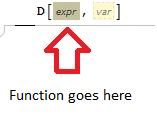 D[expr, var]
Function goes here